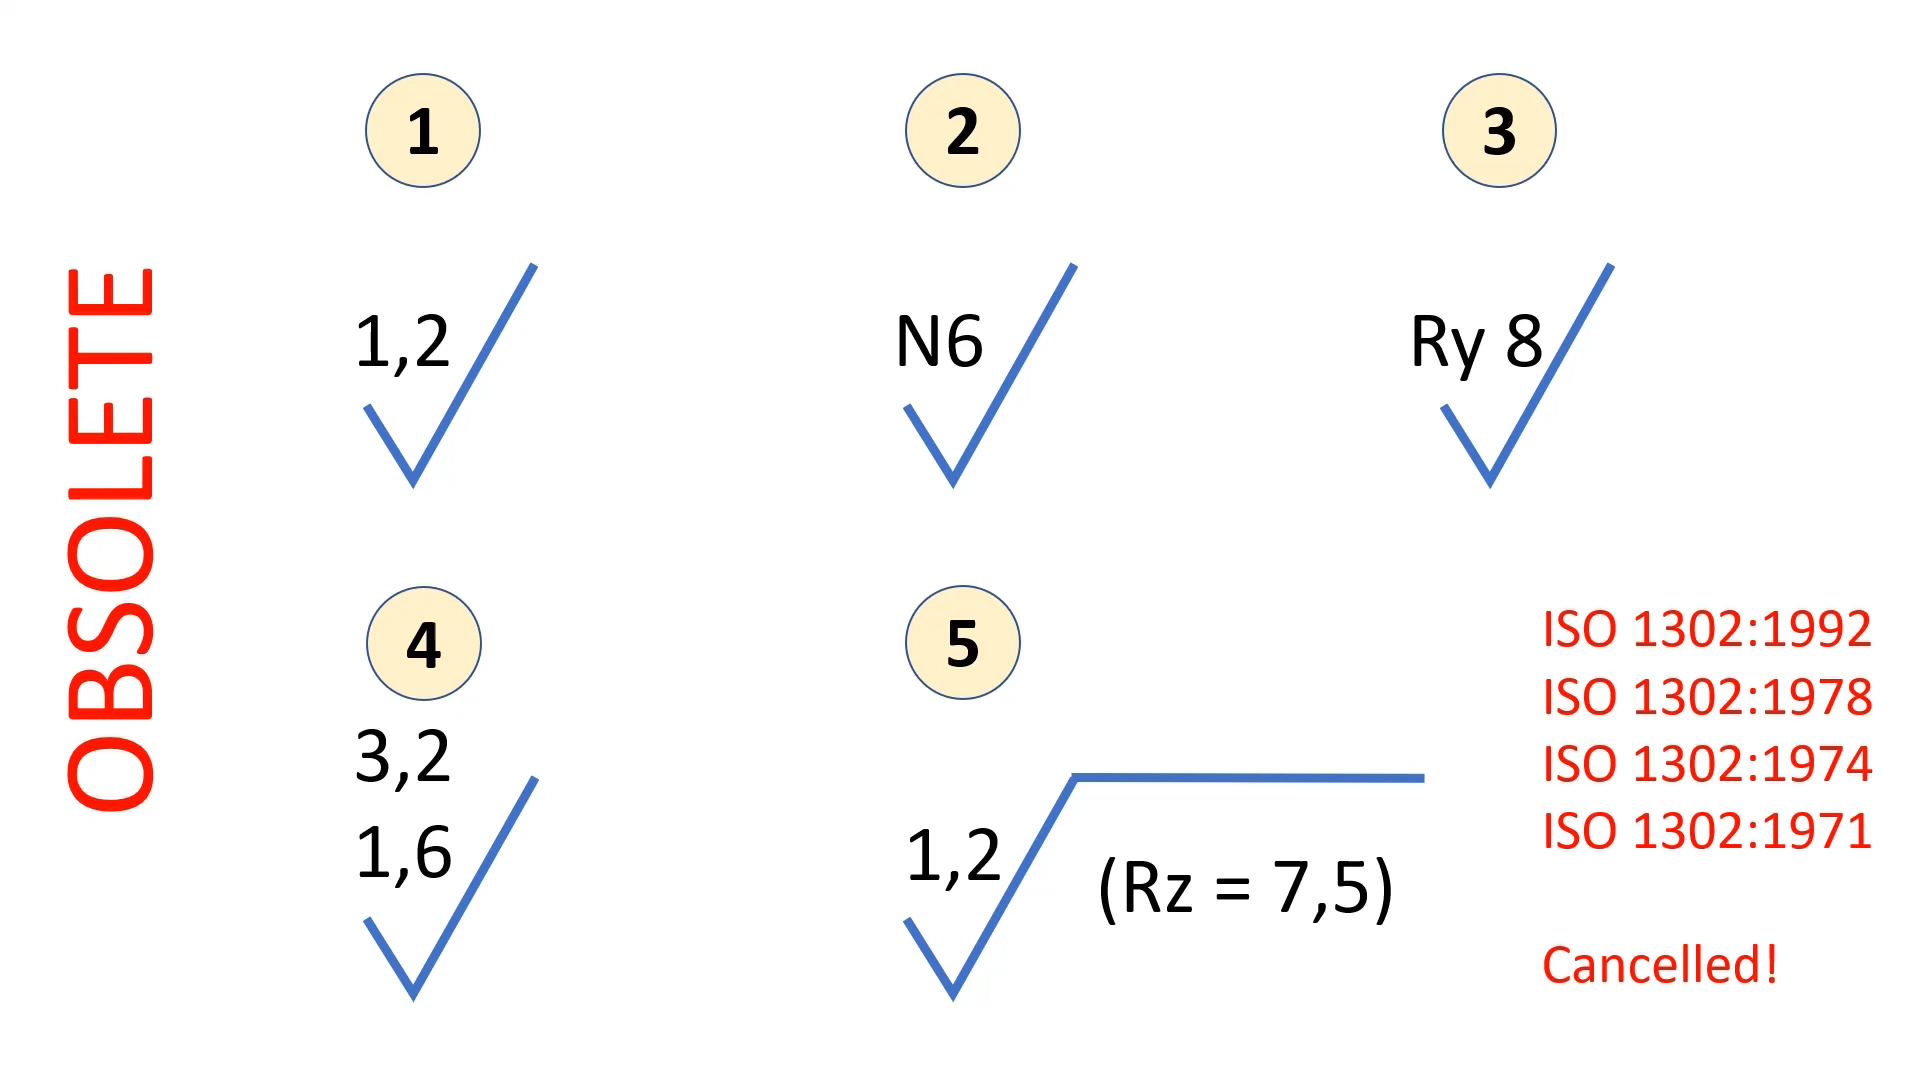 OBSOLETE
1
2
3
1,2
N6
Ry 8
4
5
3,2
1,6
1,2
(Rz = 7,5)
ISO 1302:1992
ISO 1302:1978
ISO 1302:1974
ISO 1302:1971
Cancelled!